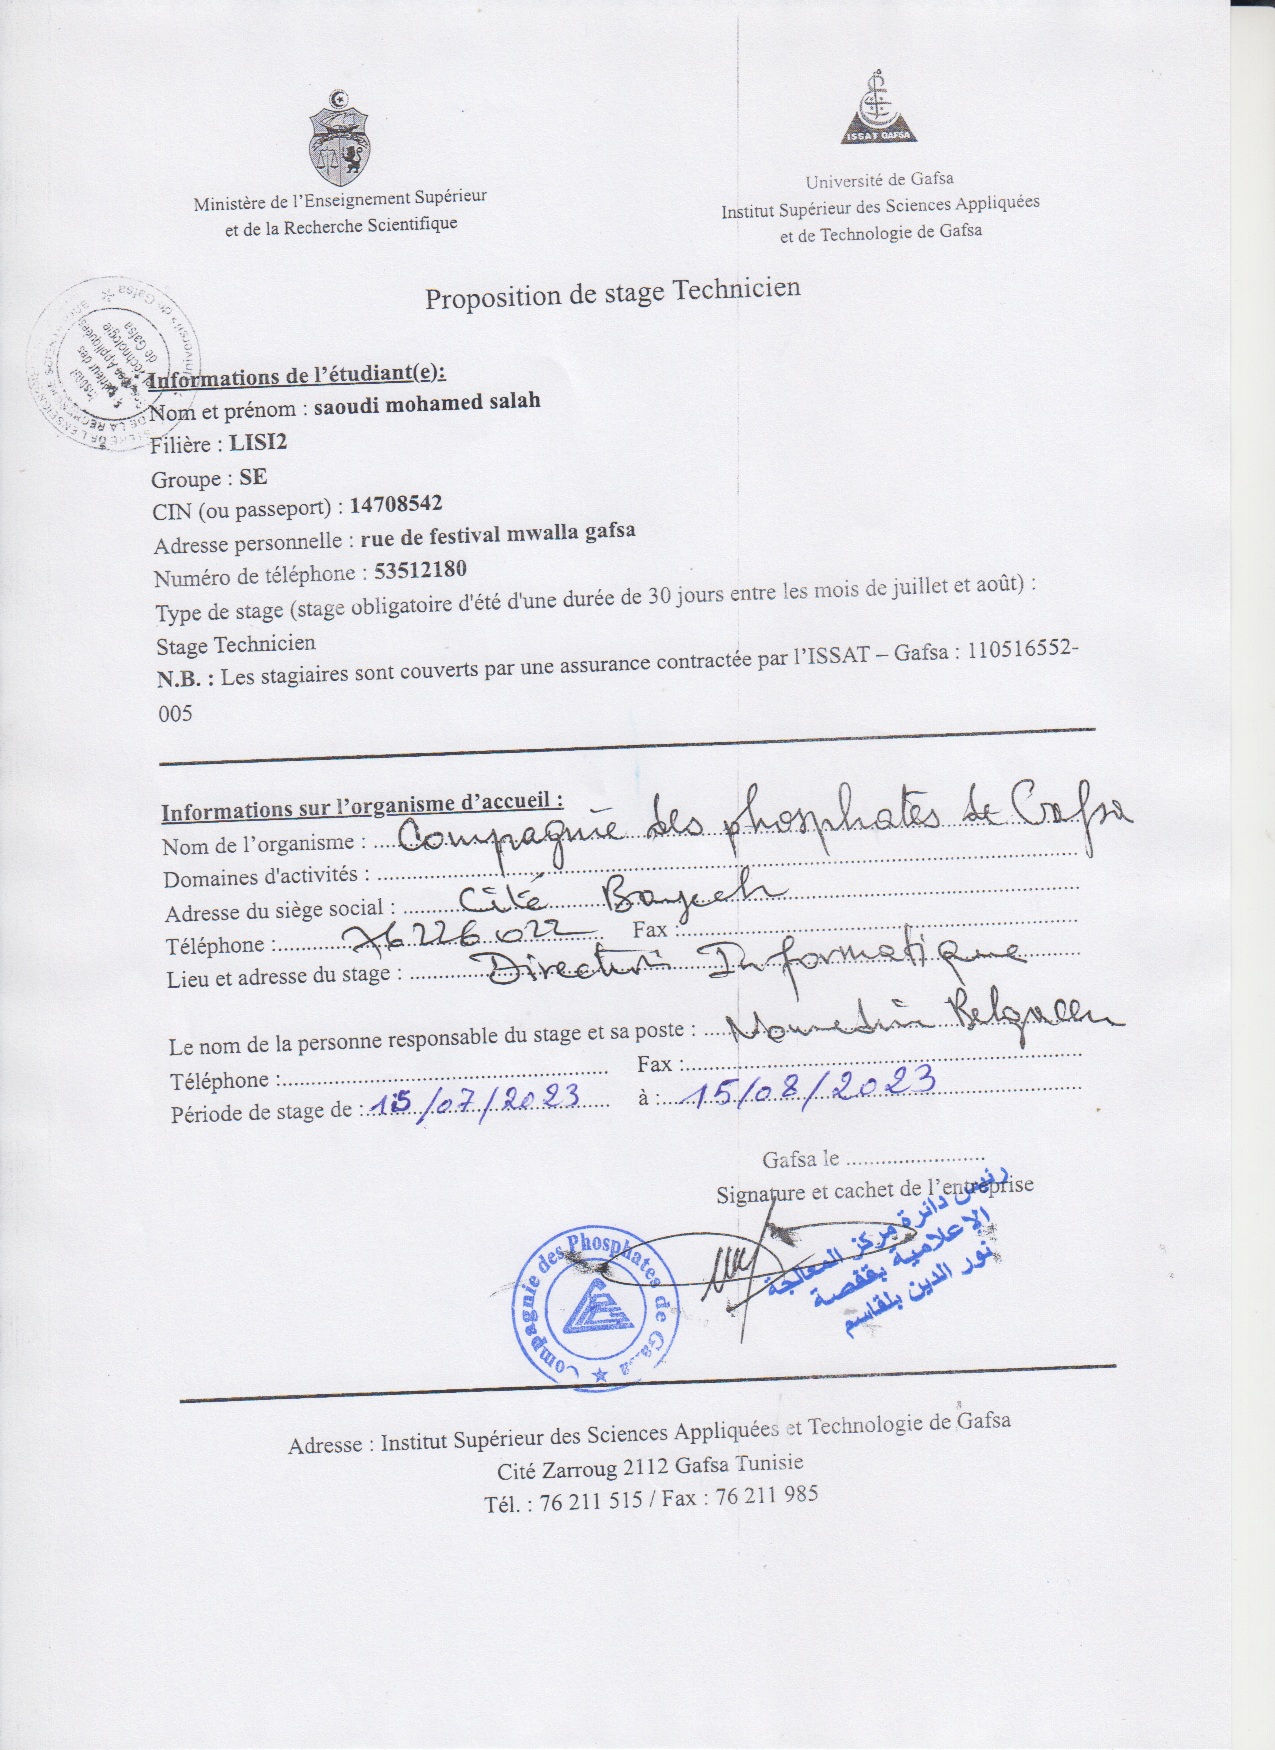 ISSAT GAFSA
Ministère de l'Enseignement Supérieur
et de la Recherche Scientifique
Université de Gafsa
Institut Supérieur des Sciences Appliquées
et de Technologie de Gafsa
Proposition de stage Technicien
Informations de l'étudiant(e):
Nom et prénom : saoudi mohamed salah
Filière : LISI2
Groupe : SE
CIN (ou passeport) : 14708542
Adresse personnelle : rue de festival mwalla gafsa
Numéro de téléphone : 53512180
Type de stage (stage obligatoire d'été d'une durée de 30 jours entre les mois de juillet et août) :
Stage Technicien
N.B. : Les stagiaires sont couverts par une assurance contractée par l'ISSAT – Gafsa : 110516552-
005
Informations sur l'organisme d'accueil :
Nom de l'organisme : Compagnie des phosphates de Gafsa
Domaines d'activités :
Adresse du siège social : Cité Bayech
Téléphone : 76226022 Fax :
Lieu et adresse du stage : Direction Informatique
Le nom de la personne responsable du stage et sa poste : Nouredin Belgacem
Téléphone : Fax :
Période de stage de : 15/07/2023 à : 15/08/2023
Gafsa le ........................
Signature et cachet de l'entreprise
رئيس دائرة مركز المعالجة
الإعلامية بقفصة
نور الدين بلقاسم
Compagnie des Phosphates de Gafsa
Adresse : Institut Supérieur des Sciences Appliquées et Technologie de Gafsa
Cité Zarroug 2112 Gafsa Tunisie
Tél. : 76 211 515 / Fax : 76 211 985